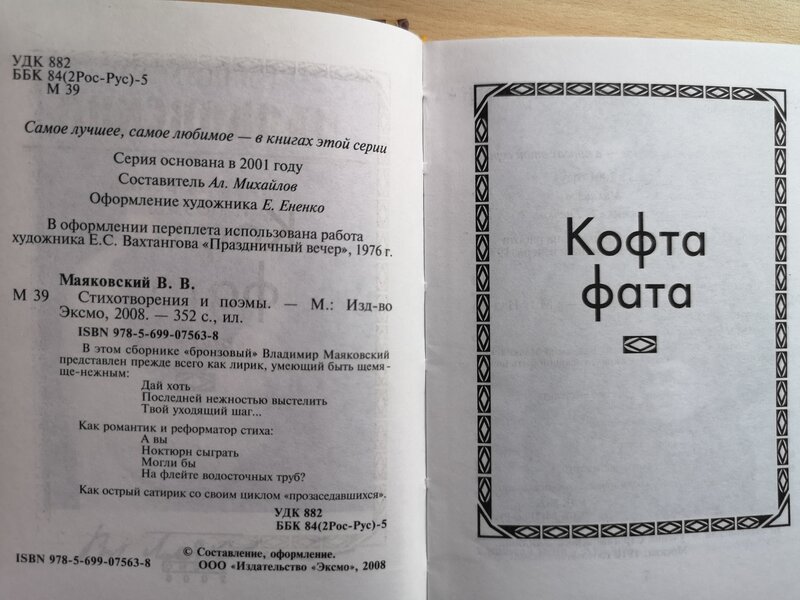 УДК 882
ББК 84(2Рос-Рус)-5
М 39
Самое лучшее, самое любимое — в книгах этой серии
Серия основана в 2001 году
Составитель Ал. Михайлов
Оформление художника Е. Ененко
В оформлении переплета использована работа
художника Е.С. Вахтангова «Праздничный вечер», 1976 г.
Маяковский В. В.
М 39 Стихотворения и поэмы. — М.: Изд-во
Эксмо, 2008. — 352 с., ил.
ISBN 978-5-699-07563-8
В этом сборнике «бронзовый» Владимир Маяковский
представлен прежде всего как лирик, умеющий быть щемя-
ще-нежным:
Дай хоть
Последней нежностью выстелить
Твой уходящий шаг...
Как романтик и реформатор стиха:
А вы
Ноктюрн сыграть
Могли бы
На флейте водосточных труб?
Как острый сатирик со своим циклом «прозаседавшихся».
УДК 882
ББК 84(2Рос-Рус)-5
© Составление, оформление.
ISBN 978-5-699-07563-8 ООО «Издательство «Эксмо», 2008
Кофта
фата